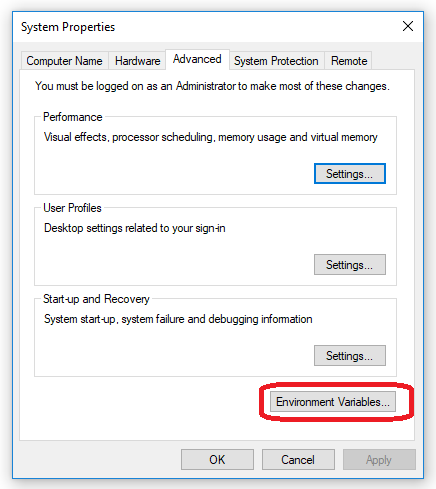 System Properties
Computer Name Hardware Advanced System Protection Remote
You must be logged on as an Administrator to make most of these changes.
Performance
Visual effects, processor scheduling, memory usage and virtual memory
Settings...
User Profiles
Desktop settings related to your sign-in
Settings...
Start-up and Recovery
System start-up, system failure and debugging information
Settings...
Environment Variables...
OK Cancel Apply